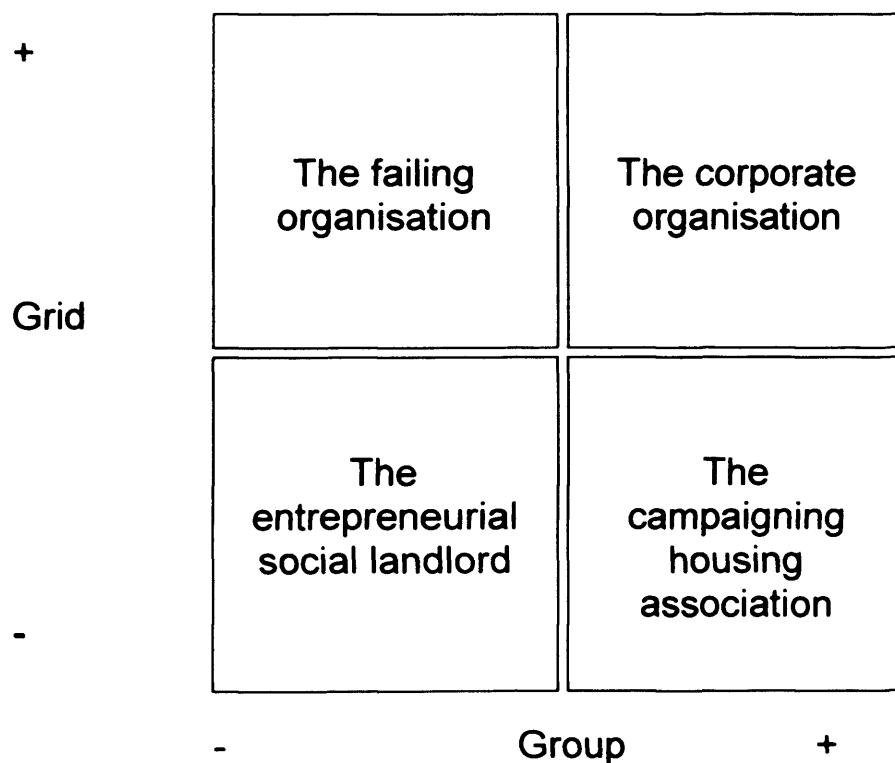 +
The failing
organisation
The corporate
organisation
Grid
The
entrepreneurial
social landlord
The
campaigning
housing
association
-
- Group +